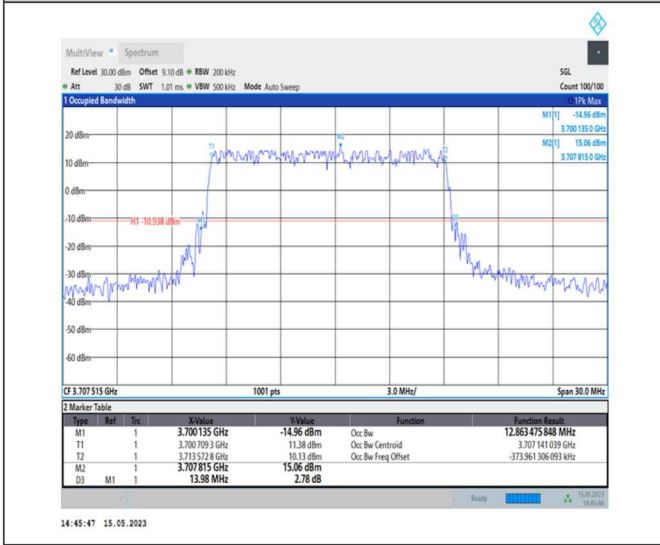 MultiView Spectrum
Ref Level 30.00 dBm Offset 9.10 dB RBW 200 kHz SGL
Att 30 dB SWT 1.01 ms VBW 500 kHz Mode Auto Sweep Count 100/100
1 Occupied Bandwidth 1Pk Max
M1[1] -14.96 dBm
3.700 135 0 GHz
20 dBm
M2[1] 15.06 dBm
3.707 815 0 GHz
T1 M2 T2
10 dBm
0 dBm
-10 dBm
H1 -10.938 dBm
M1 D3
-20 dBm
-30 dBm
-40 dBm
-50 dBm
-60 dBm
CF 3.707 515 GHz 1001 pts 3.0 MHz/ Span 30.0 MHz
2 Marker Table
Type Ref Trc X-Value Y-Value Function Function Result
M1 1 3.700 135 GHz -14.96 dBm Occ Bw 12.863 475 848 MHz
T1 1 3.700 709 3 GHz 11.38 dBm Occ Bw Centroid 3.707 141 039 GHz
T2 1 3.713 572 8 GHz 10.13 dBm Occ Bw Freq Offset -373.961 306 093 kHz
M2 1 3.707 815 GHz 15.06 dBm
D3 M1 1 13.98 MHz 2.78 dB
Ready 15.05.2023
14:45:46
14:45:47 15.05.2023